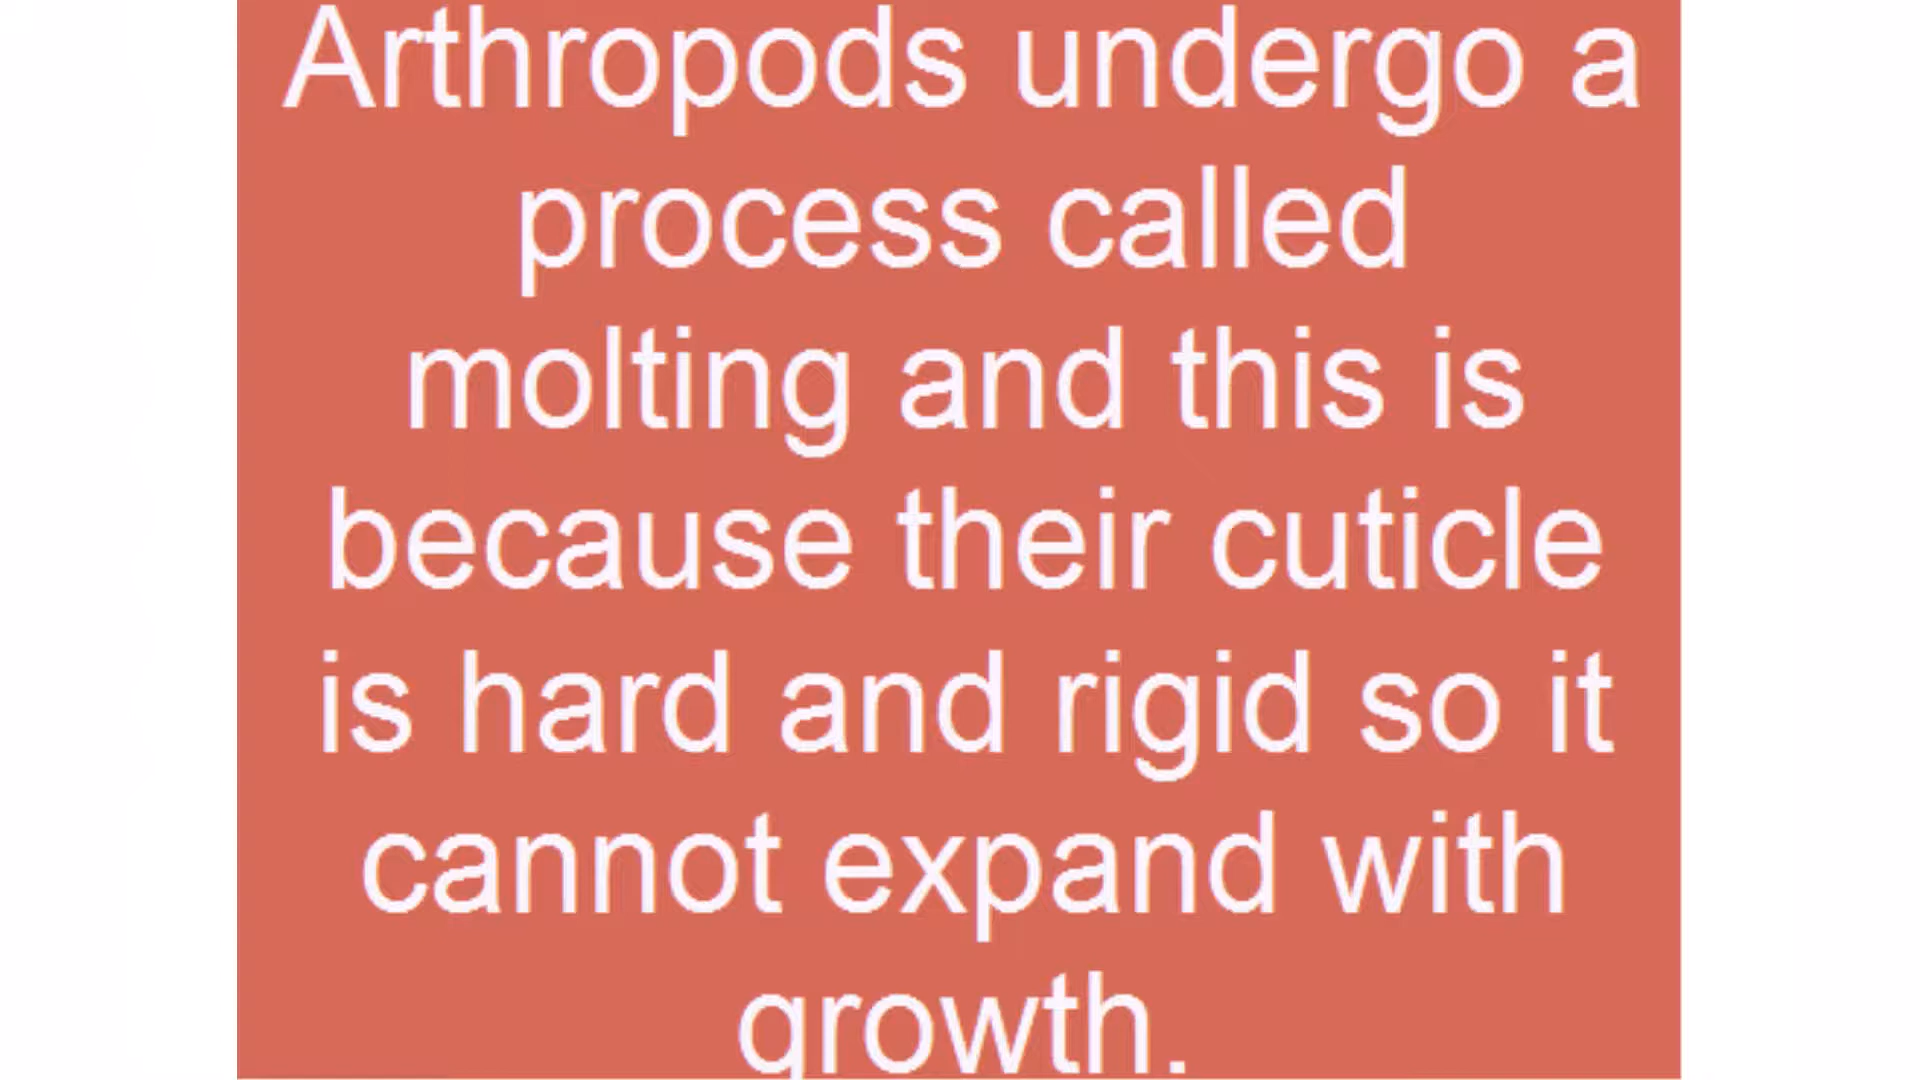 Arthropods undergo a
process called
molting and this is
because their cuticle
is hard and rigid so it
cannot expand with
growth.